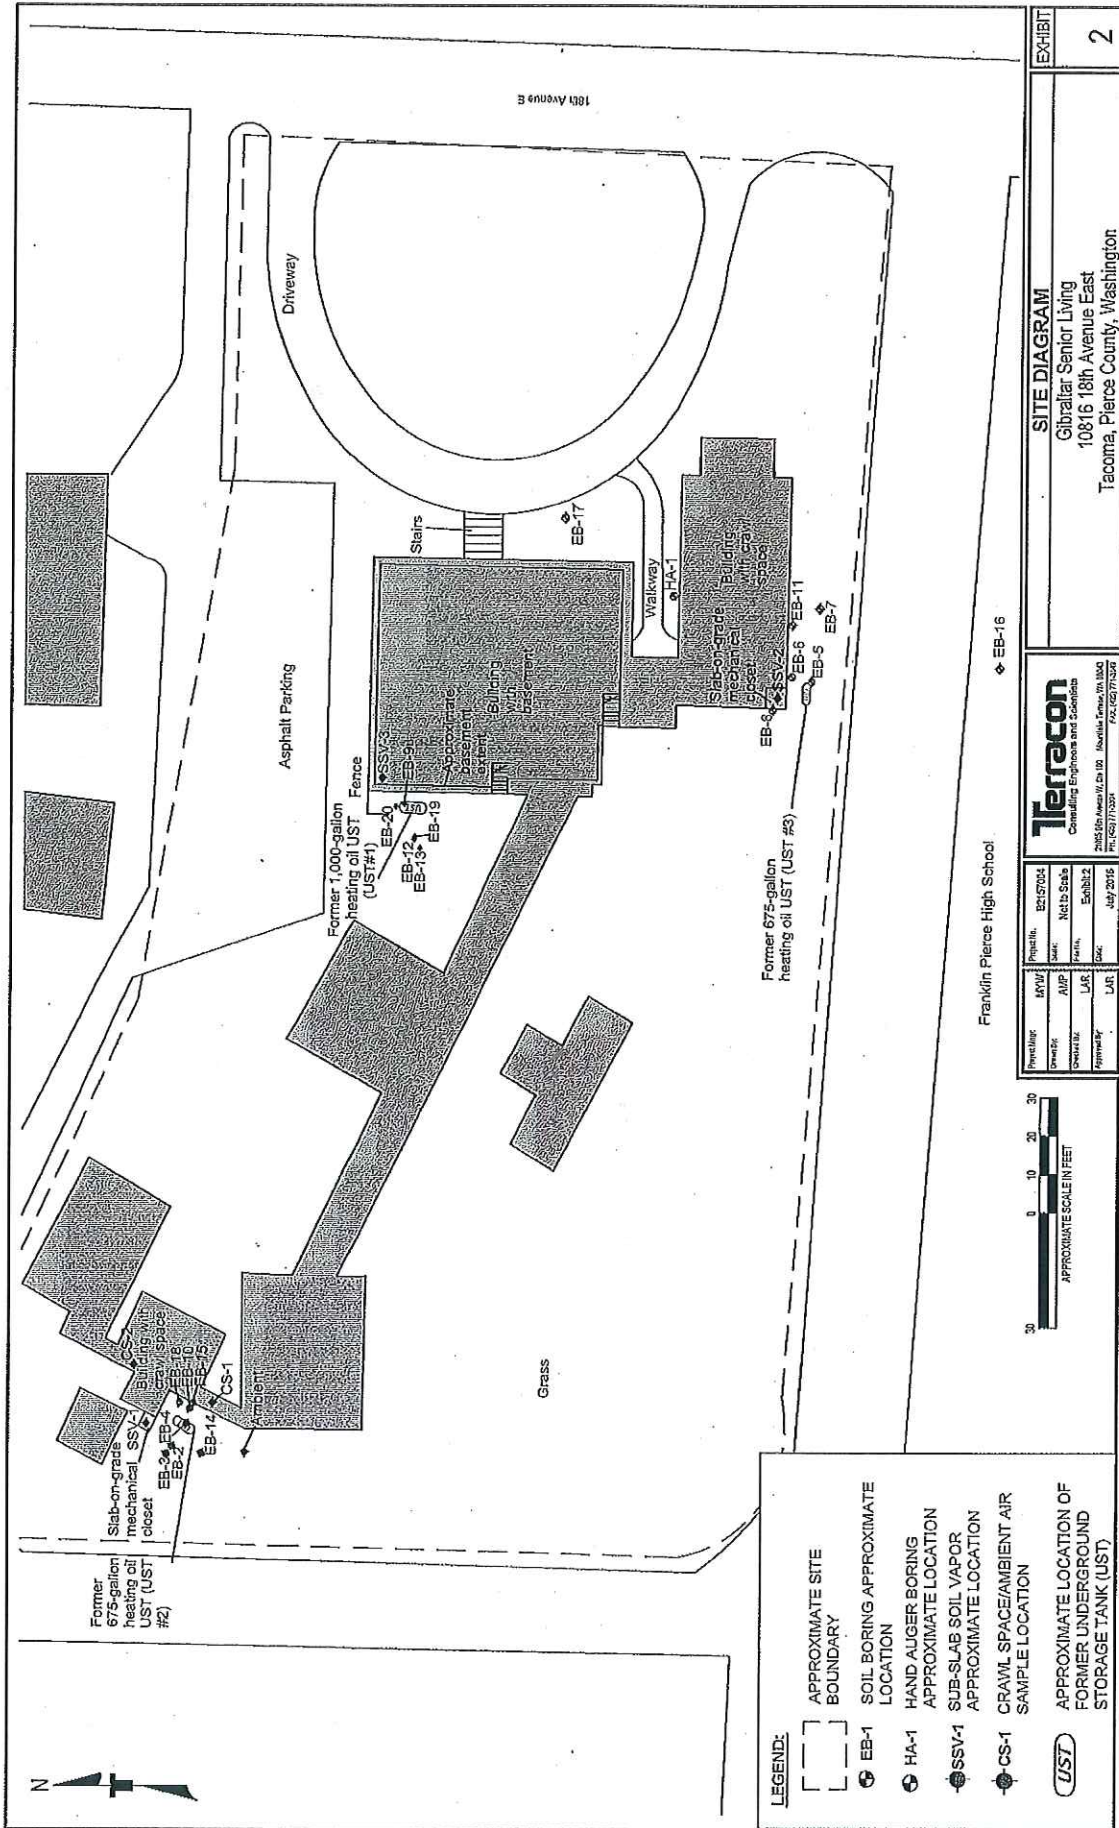 N
18th Avenue E
Driveway
Asphalt Parking
Stairs
EB-17
Walkway
HA-1
Building
with
basement
Approximate
basement
extent
SSV-3
EB-9
Fence
EB-20
EB-12
EB-13
EB-19
Former 1,000-gallon
heating oil UST
(UST#1)
Slab-on-grade
mechanical
closet
Building
with crawl
space
SSV-2
EB-8
EB-6
EB-11
EB-5
EB-7
EB-16
Former 675-gallon
heating oil UST (UST #3)
Franklin Pierce High School
CS-2
Building with
crawl space
EB-18
EB-10
EB-15
CS-1
Ambient
SSV-1
EB-4
EB-3
EB-2
EB-14
Slab-on-grade
mechanical
closet
Former
675-gallon
heating oil
UST (UST
#2)
Grass
LEGEND:
APPROXIMATE SITE
BOUNDARY
EB-1 SOIL BORING APPROXIMATE
LOCATION
HA-1 HAND AUGER BORING
APPROXIMATE LOCATION
SSV-1 SUB-SLAB SOIL VAPOR
APPROXIMATE LOCATION
CS-1 CRAWL SPACE/AMBIENT AIR
SAMPLE LOCATION
UST APPROXIMATE LOCATION OF
FORMER UNDERGROUND
STORAGE TANK (UST)
30 0 10 20 30
APPROXIMATE SCALE IN FEET
Project No. B2157004
Drawn By: AMP
Scale: Not to Scale
LAR
Exhibit 2
Approved By: LAR
Date: July 2015
Terracon
Consulting Engineers and Scientists
SITE DIAGRAM
Gibraltar Senior Living
10816 18th Avenue East
Tacoma, Pierce County, Washington
EXHIBIT
2